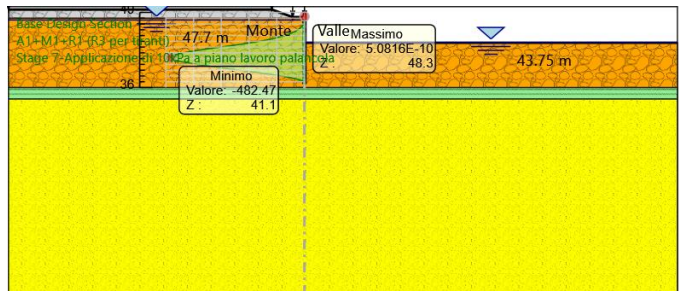 Base Design Section
A1+M1+R1 (R3 per tiranti)
Stage 7-Applicazione di 10kPa a piano lavoro palancola
47.7 m
Monte
Valle
Massimo
Valore: 5.0816E-10
Z : 48.3
43.75 m
36
Minimo
Valore: -482.47
Z : 41.1